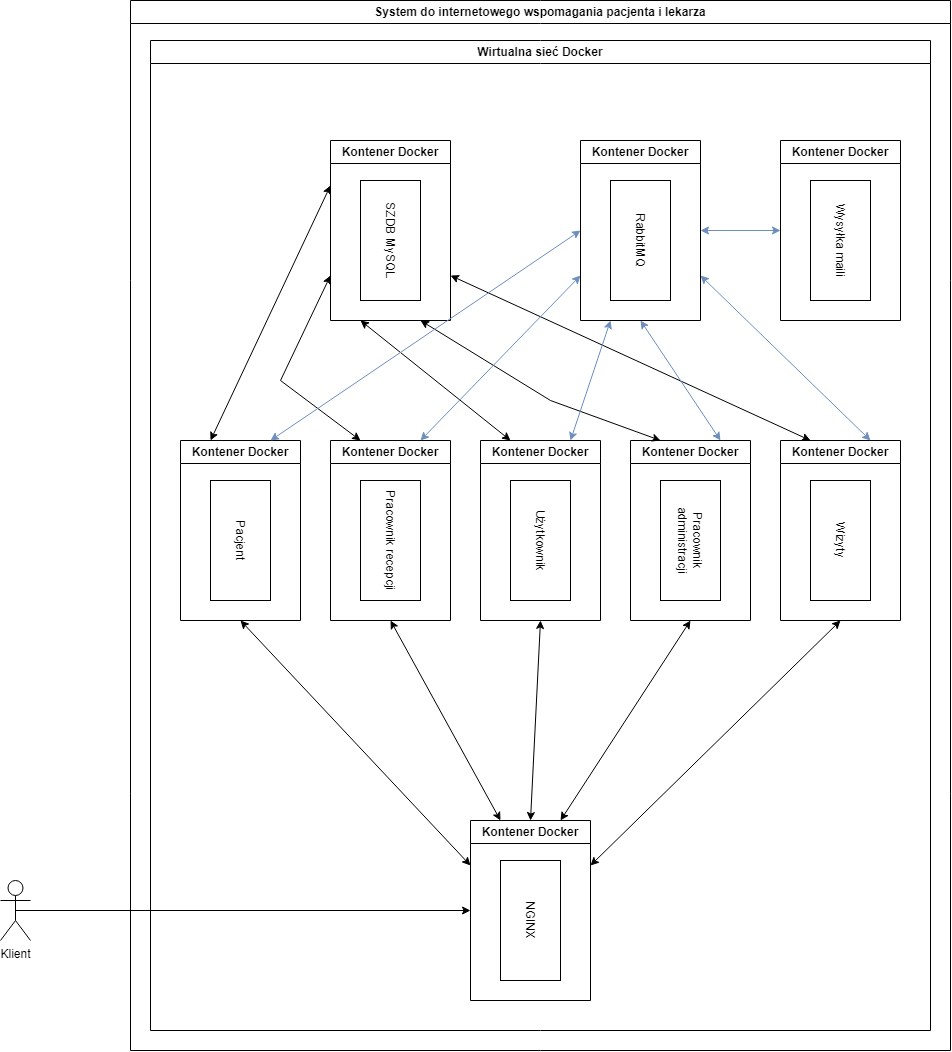 System do internetowego wspomagania pacjenta i lekarza
Wirtualna sieć Docker
Kontener Docker
SZDB MySQL
Kontener Docker
RabbitMQ
Kontener Docker
Wysyłka maili
Kontener Docker
Pacjent
Kontener Docker
Pracownik recepcji
Kontener Docker
Użytkownik
Kontener Docker
Pracownik
administracji
Kontener Docker
Wizyty
Kontener Docker
NGINX
Klient